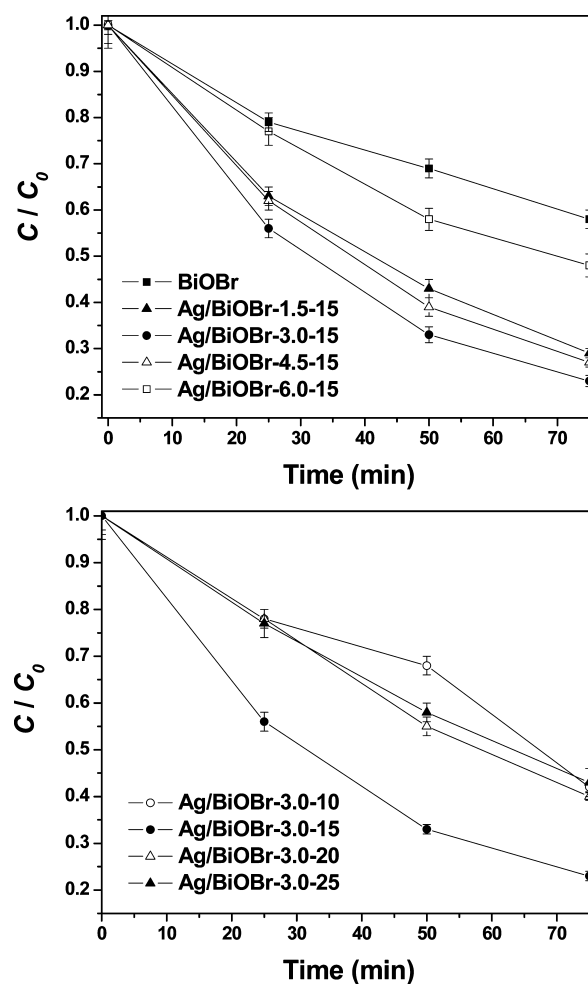 1.0
0.9
0.8
0.7
0.6
0.5
0.4
0.3
0.2
C / C0
BiOBr
Ag/BiOBr-1.5-15
Ag/BiOBr-3.0-15
Ag/BiOBr-4.5-15
Ag/BiOBr-6.0-15
0 10 20 30 40 50 60 70
Time (min)
1.0
0.9
0.8
0.7
0.6
0.5
0.4
0.3
0.2
C / C0
Ag/BiOBr-3.0-10
Ag/BiOBr-3.0-15
Ag/BiOBr-3.0-20
Ag/BiOBr-3.0-25
0 10 20 30 40 50 60 70
Time (min)